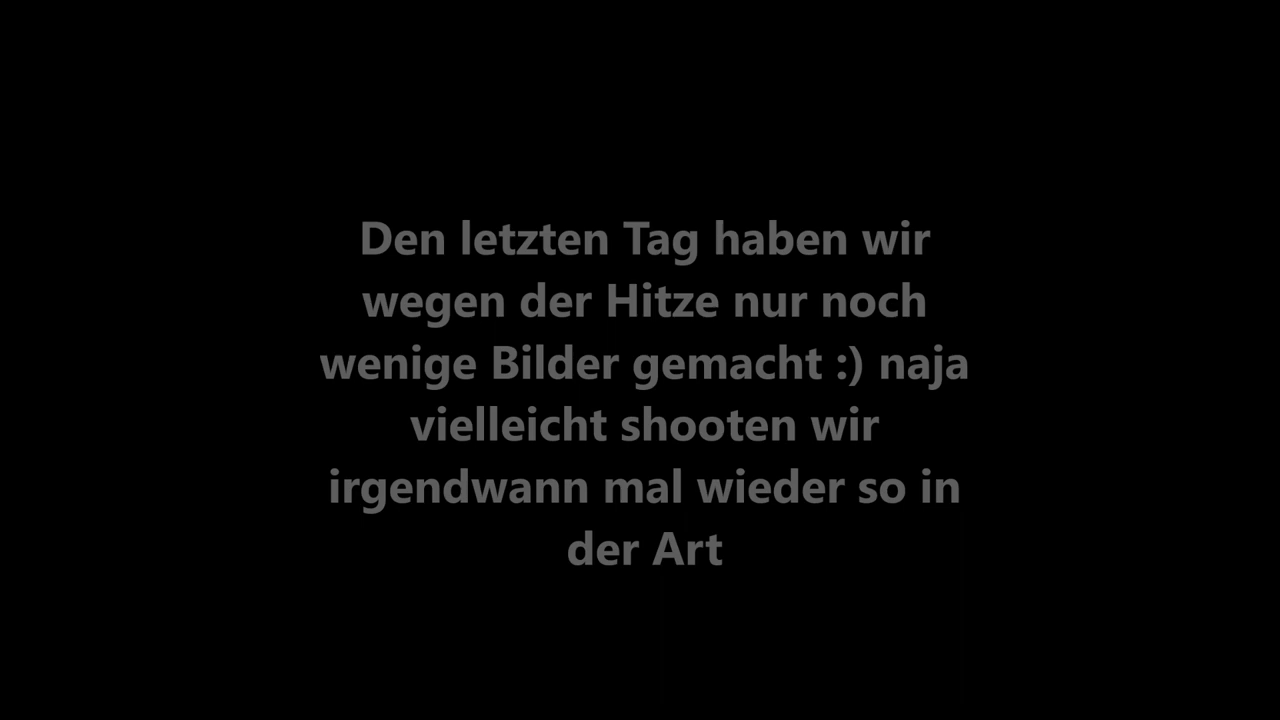 Den letzten Tag haben wir
wegen der Hitze nur noch
wenige Bilder gemacht :) naja
vielleicht shooten wir
irgendwann mal wieder so in
der Art